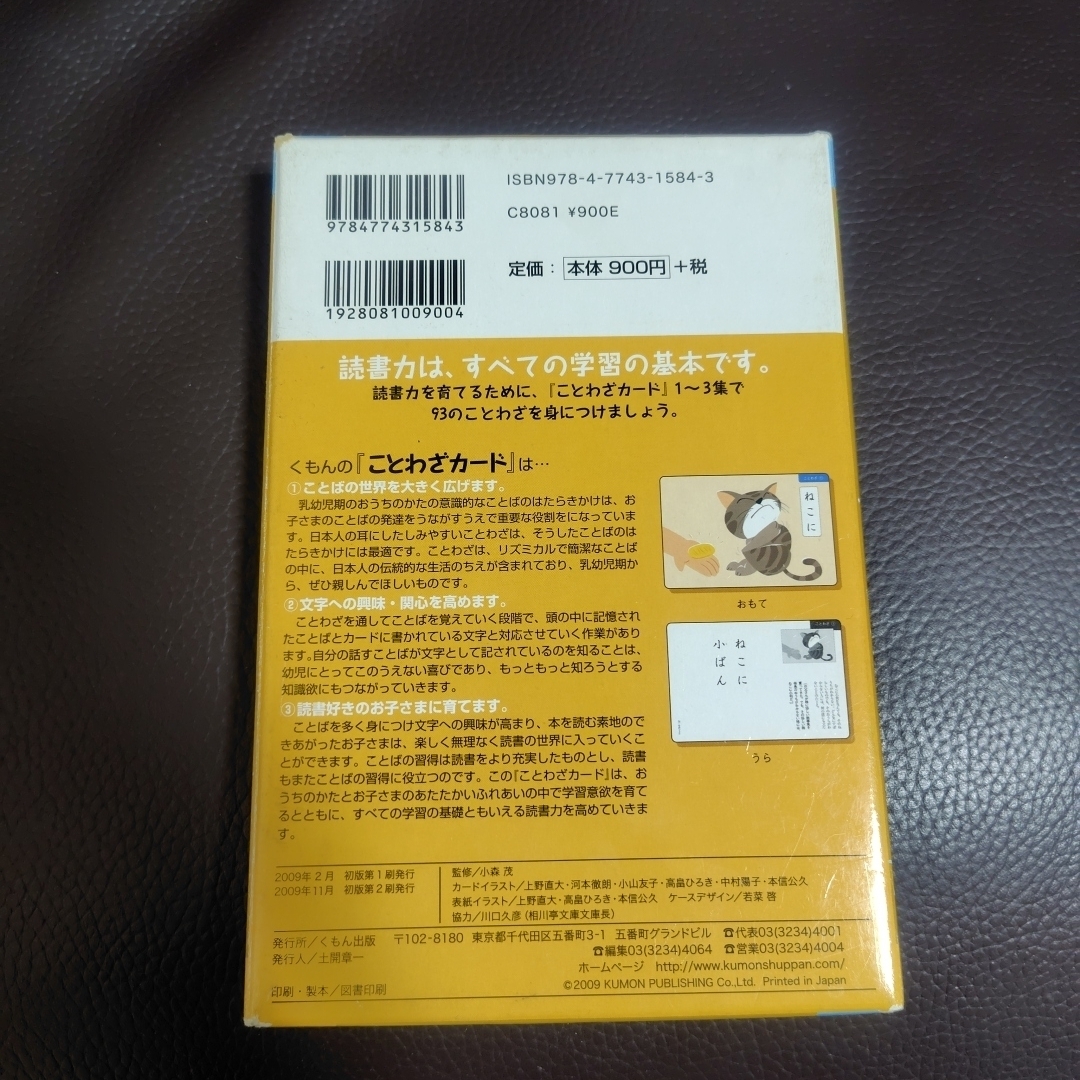 ISBN978-4-7743-1584-3
9784774315843
C8081 ¥900E
定価：本体 900円＋税
1928081009004
読書力は、すべての学習の基本です。
読書力を育てるために、『ことわざカード』1～3集で
93のことわざを身につけましょう。
くもんの『ことわざカード』は…
①ことばの世界を大きく広げます。
乳幼児期のおうちのかたの意識的なことばのはたらきかけは、お
子さまのことばの発達をうながすうえで重要な役割をになっていま
す。日本人の耳にしたしみやすいことわざは、そうしたことばのは
たらきかけには最適です。ことわざは、リズミカルで簡潔なことば
の中に、日本人の伝統的な生活のちえが含まれており、乳幼児期か
ら、ぜひ親しんでほしいものです。
②文字への興味・関心を高めます。
ことわざを通してことばを覚えていく段階で、頭の中に記憶され
たことばとカードに書かれている文字と対応させていく作業があり
ます。自分の話すことばが文字として記されているのを知ることは、
幼児にとってこのうえない喜びであり、もっともっと知ろうとする
知識欲にもつながっていきます。
③読書好きのお子さまに育てます。
ことばを多く身につけ文字への興味が高まり、本を読む素地ので
きあがったお子さまは、楽しく無理なく読書の世界に入っていくこ
とができます。ことばの習得は読書をより充実したものとし、読書
もまたことばの習得に役立つのです。この『ことわざカード』は、お
うちのかたとお子さまのあたたかいふれあいの中で学習意欲を育て
るとともに、すべての学習の基礎ともいえる読書力を高めていきま
す。
ねこに
おもて
ねこに
小ばん
うら
2009年2月 初版第1刷発行
2009年11月 初版第2刷発行
監修／小森 茂
カードイラスト／上野直大・河本徹朗・小山友子・高畠ひろき・中村陽子・本信公久
表紙イラスト／上野直大・高畠ひろき・本信公久 ケースデザイン／若菜 啓
協力／川口久彦（相川亭文庫文庫長）
発行所／くもん出版
発行人／土開章一
〒102-8180 東京都千代田区五番町3-1 五番町グランドビル ☎代表03(3234)4001
☎編集03(3234)4064 ☎営業03(3234)4004
ホームページ http://www.kumonshuppan.com/
©2009 KUMON PUBLISHING Co.,Ltd. Printed in Japan
印刷・製本／図書印刷